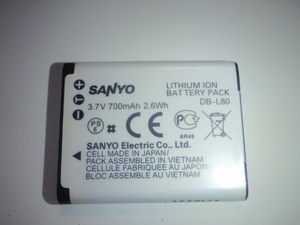 SANYO
LITHIUM ION
BATTERY PACK
3.7V 700mAh 2.6Wh
DB-L80
PS
E
AR46
SANYO Electric Co., Ltd.
CELL MADE IN JAPAN/
PACK ASSEMBLED IN VIETNAM
CELLULE FABRIQUÉE AU JAPON/
BLOC ASSEMBLÉ AU VIETNAM